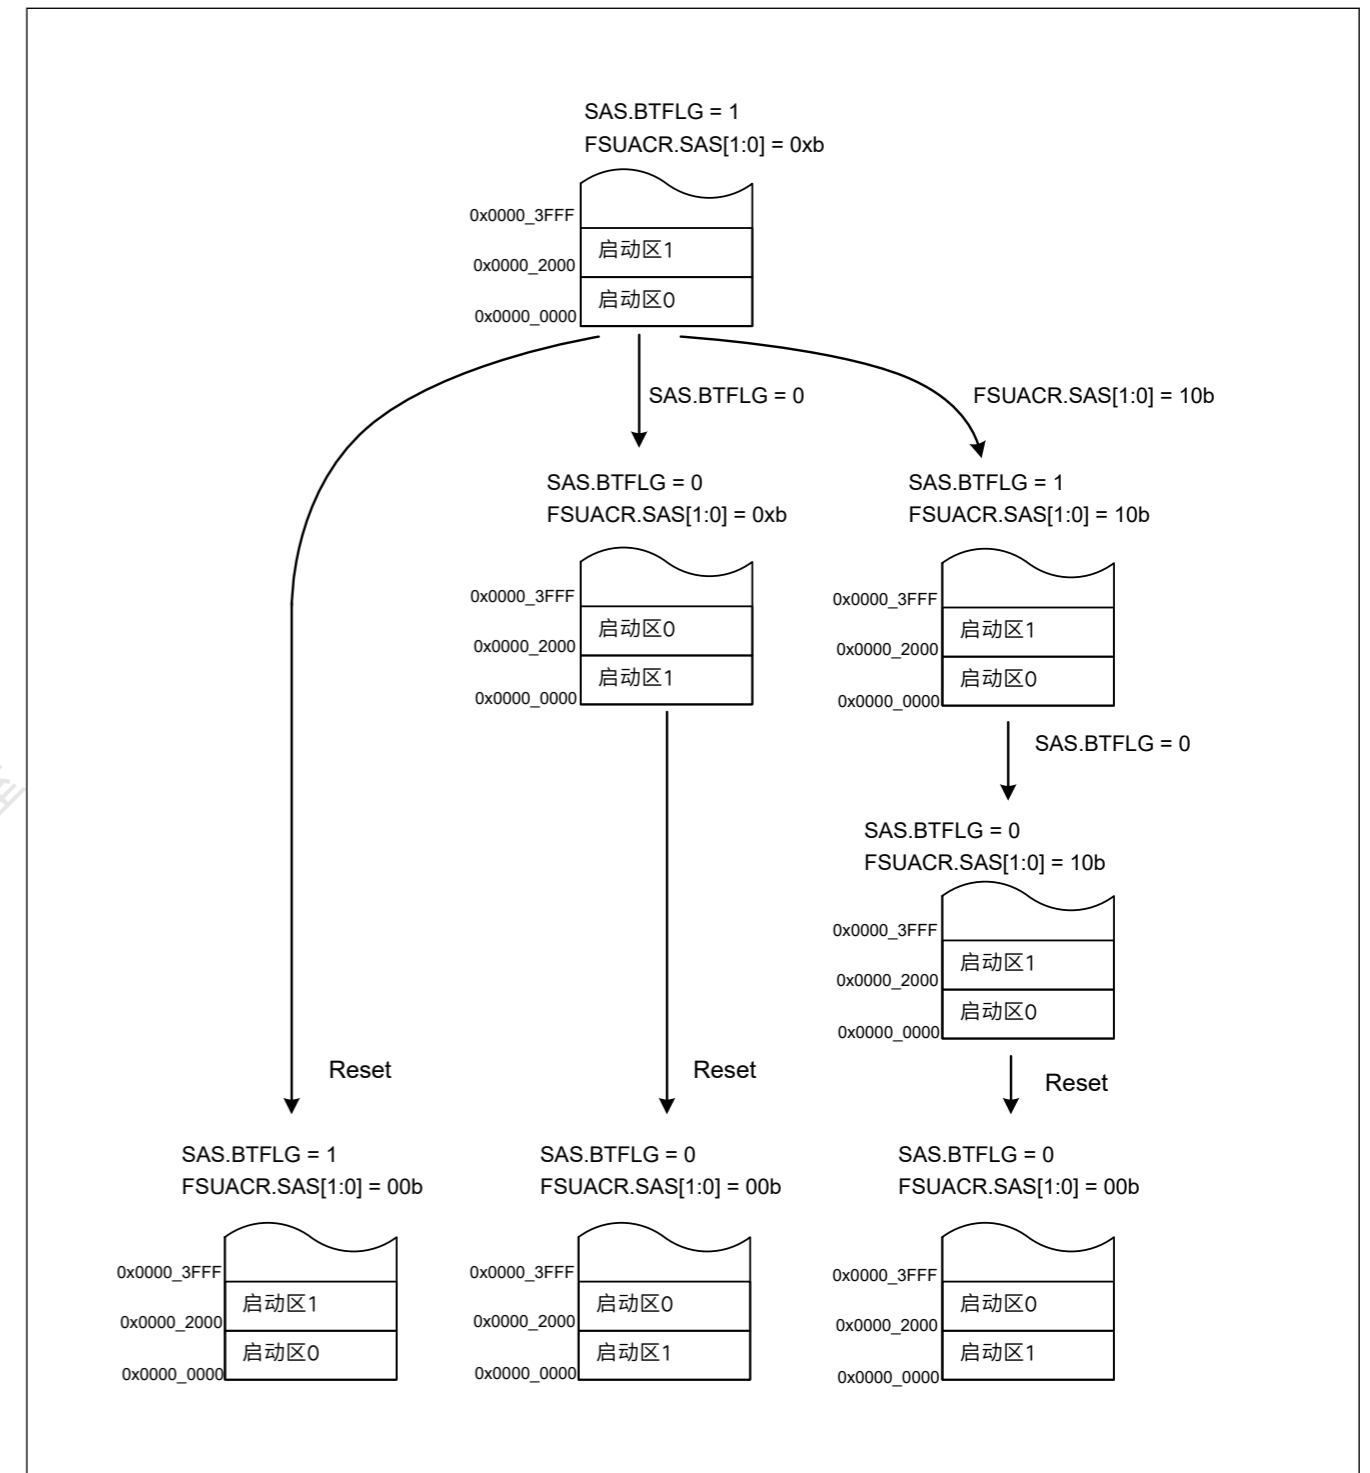 SAS.BTFLG = 1
FSUACR.SAS[1:0] = 0xb
0x0000_3FFF
启动区1
0x0000_2000
启动区0
0x0000_0000
SAS.BTFLG = 0
FSUACR.SAS[1:0] = 10b
SAS.BTFLG = 0
FSUACR.SAS[1:0] = 0xb
0x0000_3FFF
启动区0
0x0000_2000
启动区1
0x0000_0000
SAS.BTFLG = 1
FSUACR.SAS[1:0] = 10b
0x0000_3FFF
启动区1
0x0000_2000
启动区0
0x0000_0000
SAS.BTFLG = 0
SAS.BTFLG = 0
FSUACR.SAS[1:0] = 10b
0x0000_3FFF
启动区1
0x0000_2000
启动区0
0x0000_0000
Reset
Reset
Reset
SAS.BTFLG = 1
FSUACR.SAS[1:0] = 00b
0x0000_3FFF
启动区1
0x0000_2000
启动区0
0x0000_0000
SAS.BTFLG = 0
FSUACR.SAS[1:0] = 00b
0x0000_3FFF
启动区0
0x0000_2000
启动区1
0x0000_0000
SAS.BTFLG = 0
FSUACR.SAS[1:0] = 00b
0x0000_3FFF
启动区0
0x0000_2000
启动区1
0x0000_0000